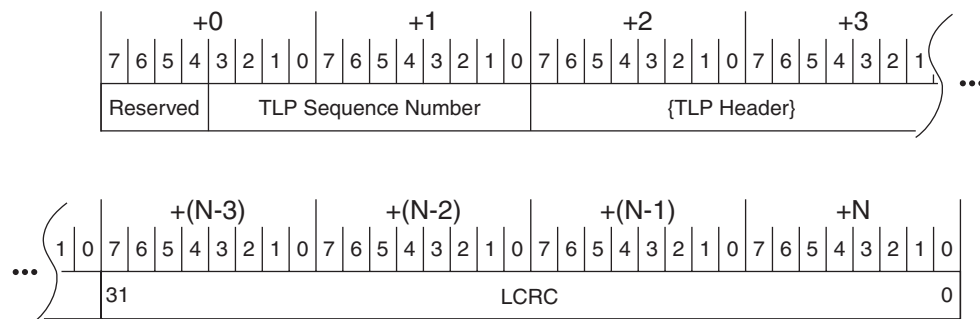 +0 +1 +2 +3
7 6 5 4 3 2 1 0 7 6 5 4 3 2 1 0 7 6 5 4 3 2 1 0 7 6 5 4 3 2 1
Reserved TLP Sequence Number {TLP Header} •••
+(N-3) +(N-2) +(N-1) +N
1 0 7 6 5 4 3 2 1 0 7 6 5 4 3 2 1 0 7 6 5 4 3 2 1 0 7 6 5 4 3 2 1 0
••• 31 LCRC 0